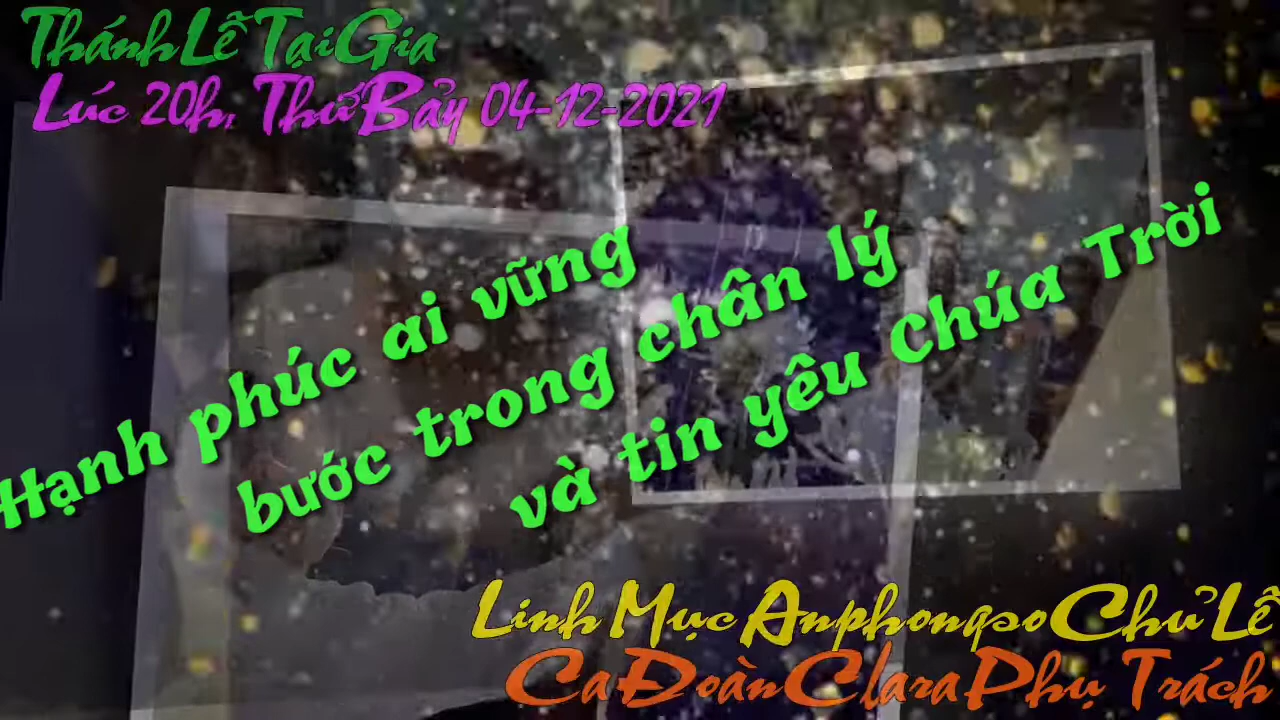 Thánh Lễ Tại Gia
Lúc 20h, Thứ Bảy 04-12-2021
Hạnh phúc ai vững
bước trong chân lý
và tin yêu Chúa Trời
Linh Mục Anphongso Chủ Lễ
Ca Đoàn Clara Phụ Trách